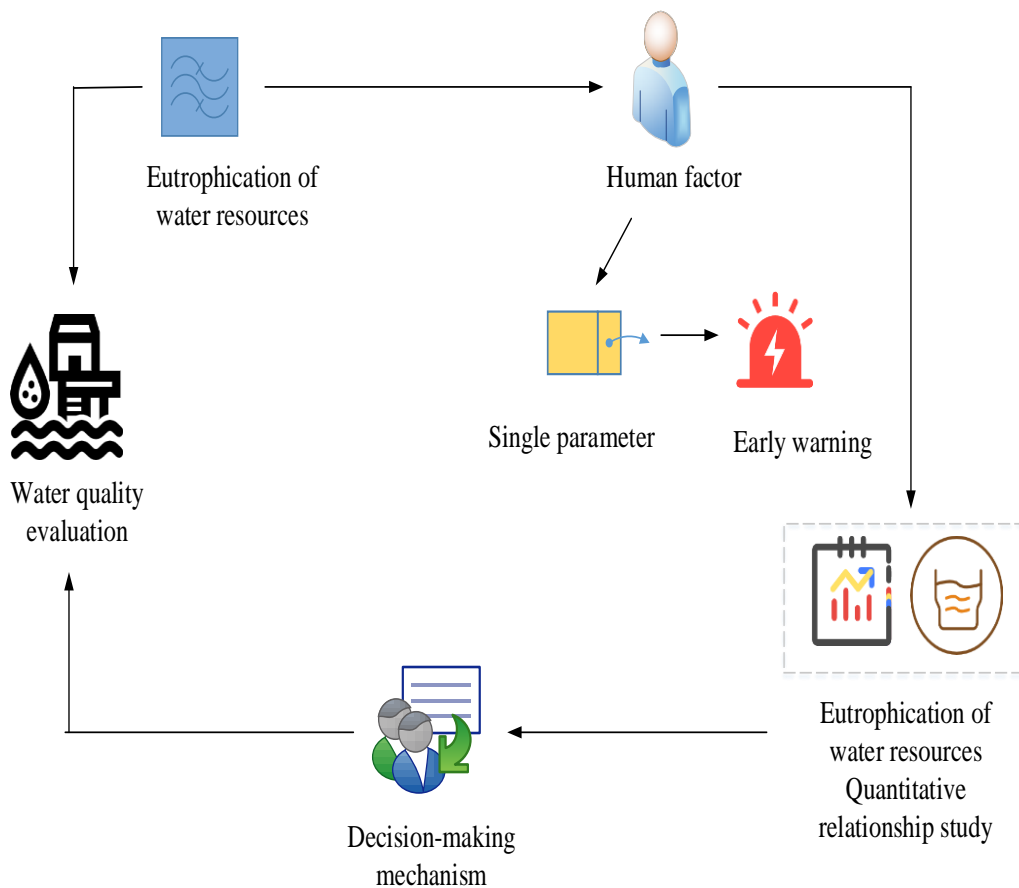 Eutrophication of
water resources
Human factor
Single parameter
Early warning
Water quality
evaluation
Eutrophication of
water resources
Quantitative
relationship study
Decision-making
mechanism